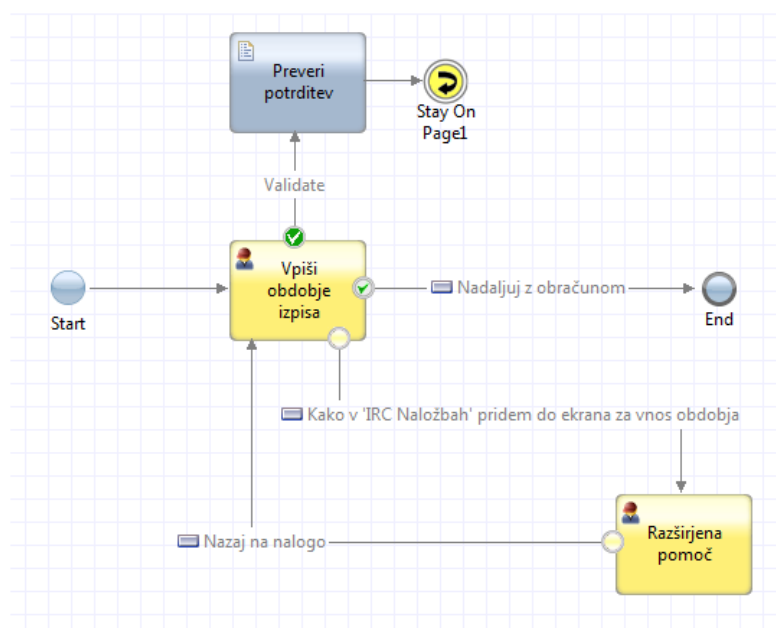 Preveri
potrditev
Stay On
Page1
Validate
Vpiši
obdobje
izpisa
Start
Nadaljuj z obračunom
End
Kako v 'IRC Naložbah' pridem do ekrana za vnos obdobja
Nazaj na nalogo
Razširjena
pomoč